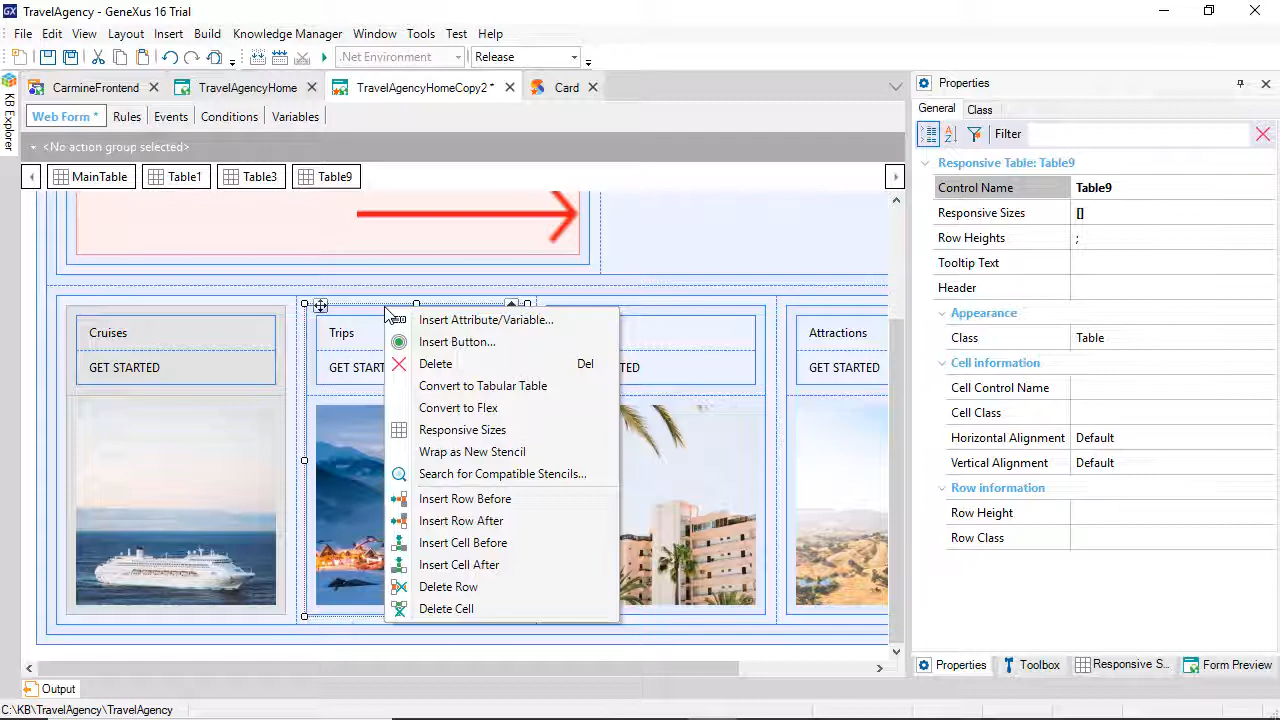 GX TravelAgency - GeneXus 16 Trial
File Edit View Layout Insert Build Knowledge Manager Window Tools Test Help
.Net Environment Release
CarmineFrontend TravelAgencyHome TravelAgencyHomeCopy2 * Card
Web Form * Rules Events Conditions Variables
<No action group selected>
MainTable Table1 Table3 Table9
KB Explorer
Cruises
GET STARTED
Trips
GET START
TED
Attractions
GET STARTED
Insert Attribute/Variable...
Insert Button...
Delete Del
Convert to Tabular Table
Convert to Flex
Responsive Sizes
Wrap as New Stencil
Search for Compatible Stencils...
Insert Row Before
Insert Row After
Insert Cell Before
Insert Cell After
Delete Row
Delete Cell
Properties
General Class
Filter
Responsive Table: Table9
Control Name Table9
Responsive Sizes []
Row Heights ;
Tooltip Text
Header
Appearance
Class Table
Cell information
Cell Control Name
Cell Class
Horizontal Alignment Default
Vertical Alignment Default
Row information
Row Height
Row Class
Properties Toolbox Responsive S... Form Preview
Output
C:\KB\TravelAgency\TravelAgency